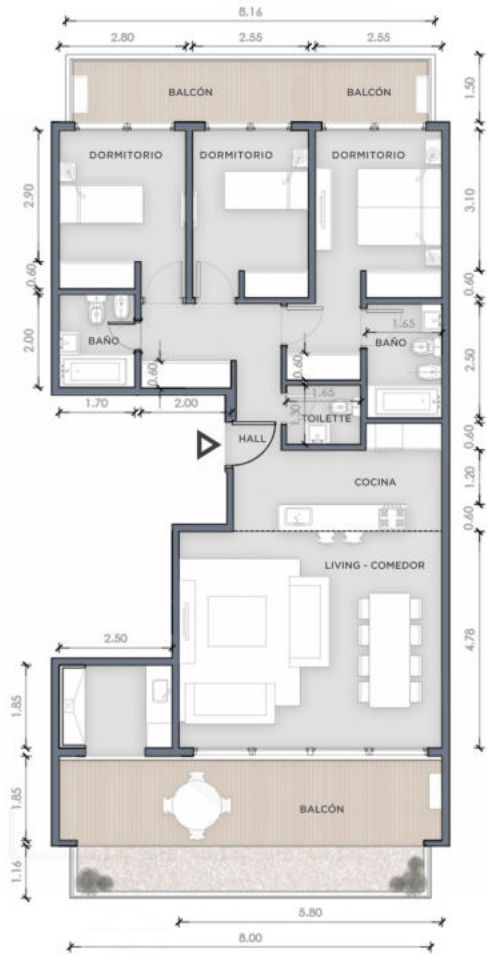 8.16
2.80 2.55 2.55
BALCÓN BALCÓN
1.50
DORMITORIO DORMITORIO DORMITORIO
2.90
3.10
0.60
0.60
2.00
1.65
BAÑO
BAÑO
2.50
0.60
0.60
1.65
1.70 2.00
1.30
TOILETTE
HALL
0.60
COCINA
1.20
0.60
LIVING - COMEDOR
2.50
4.78
1.85
1.85
BALCÓN
1.16
5.80
8.00